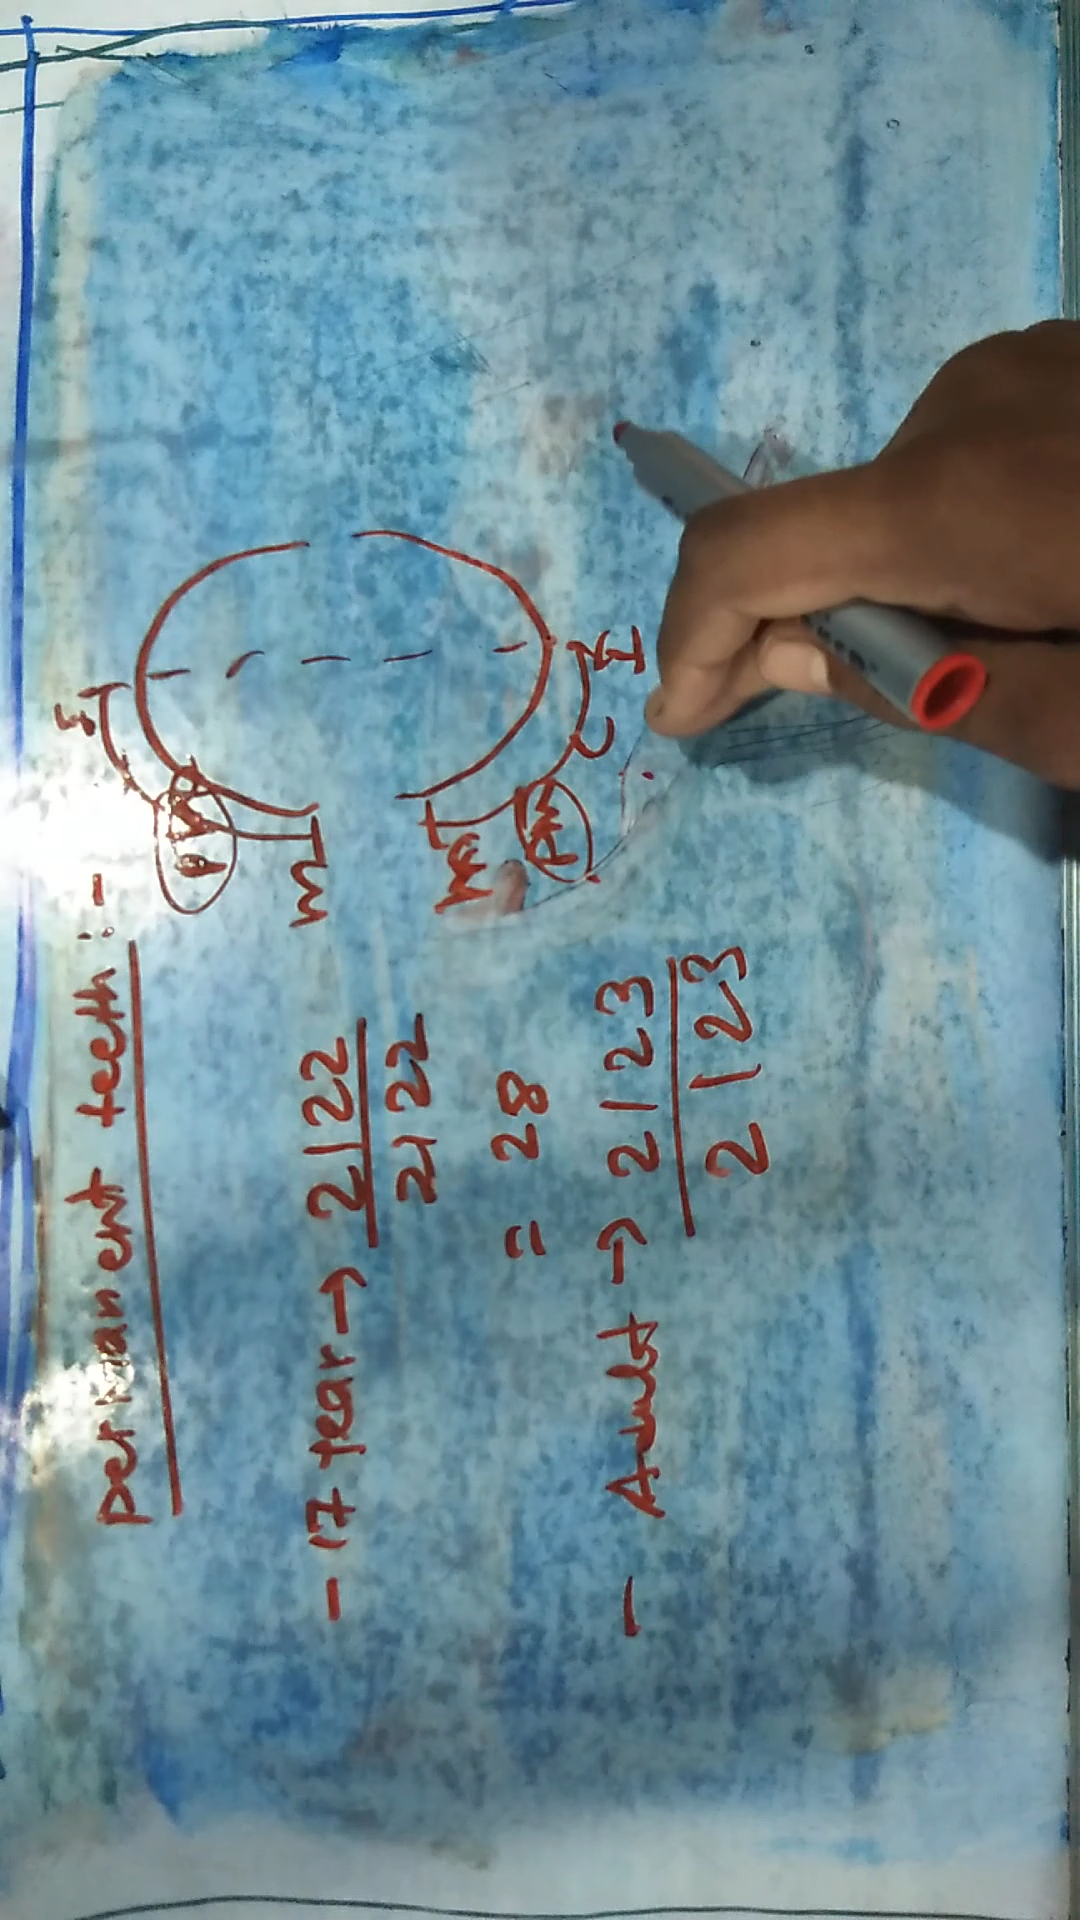 permanent teeth :-
- 17 year → 2122
2122
= 28
- Adult → 2123
2123
I
PM
M
M
PM
C
I